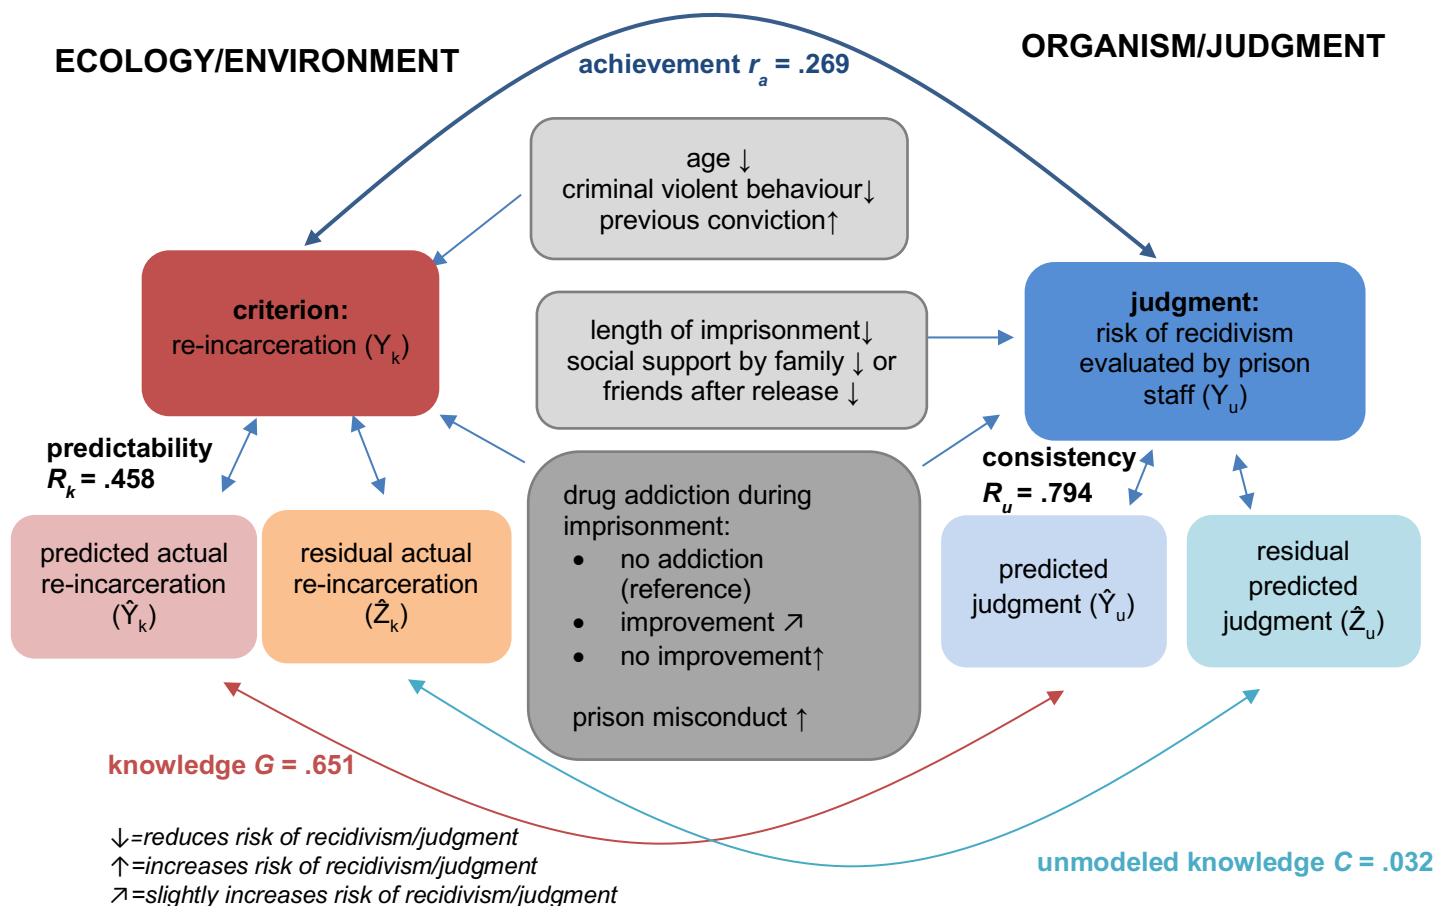 ECOLOGY/ENVIRONMENT
ORGANISM/JUDGMENT
achievement r_a = .269
age ↓
criminal violent behaviour↓
previous conviction↑
criterion:
re-incarceration (Y_k)
length of imprisonment↓
social support by family ↓ or
friends after release ↓
judgment:
risk of recidivism
evaluated by prison
staff (Y_u)
predictability
R_k = .458
consistency
R_u = .794
predicted actual
re-incarceration
(Ŷ_k)
residual actual
re-incarceration
(Ẑ_k)
drug addiction during
imprisonment:
• no addiction
(reference)
• improvement ↗
• no improvement↑
prison misconduct ↑
predicted
judgment (Ŷ_u)
residual
predicted
judgment (Ẑ_u)
knowledge G = .651
unmodeled knowledge C = .032
↓=reduces risk of recidivism/judgment
↑=increases risk of recidivism/judgment
↗=slightly increases risk of recidivism/judgment